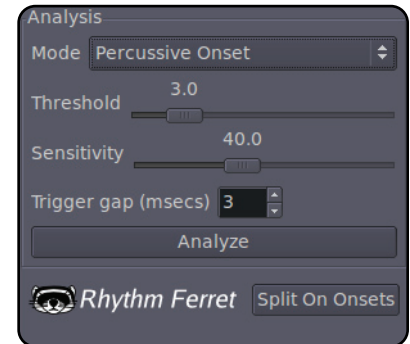 Analysis
Mode Percussive Onset
3.0
Threshold
40.0
Sensitivity
Trigger gap (msecs) 3
Analyze
Rhythm Ferret Split On Onsets